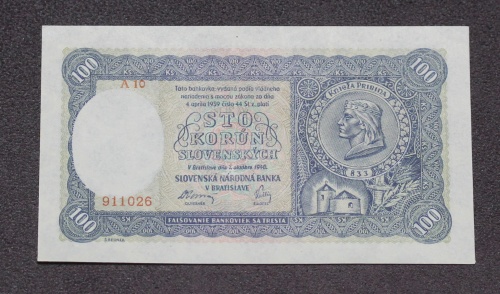 100
100
A 10
Táto bankovka, vydaná podľa vládneho
nariadenia s mocou zákona zo dňa
4. apríla 1939 číslo 44 Sl. z., platí
STO
KORÚN
SLOVENSKÝCH
V Bratislave dňa 7. októbra 1940.
SLOVENSKÁ NÁRODNÁ BANKA
V BRATISLAVE
KNIEŽA PRIBINA
833
911026
100
FALŠOVANIE BANKOVIEK SA TRESTÁ
100